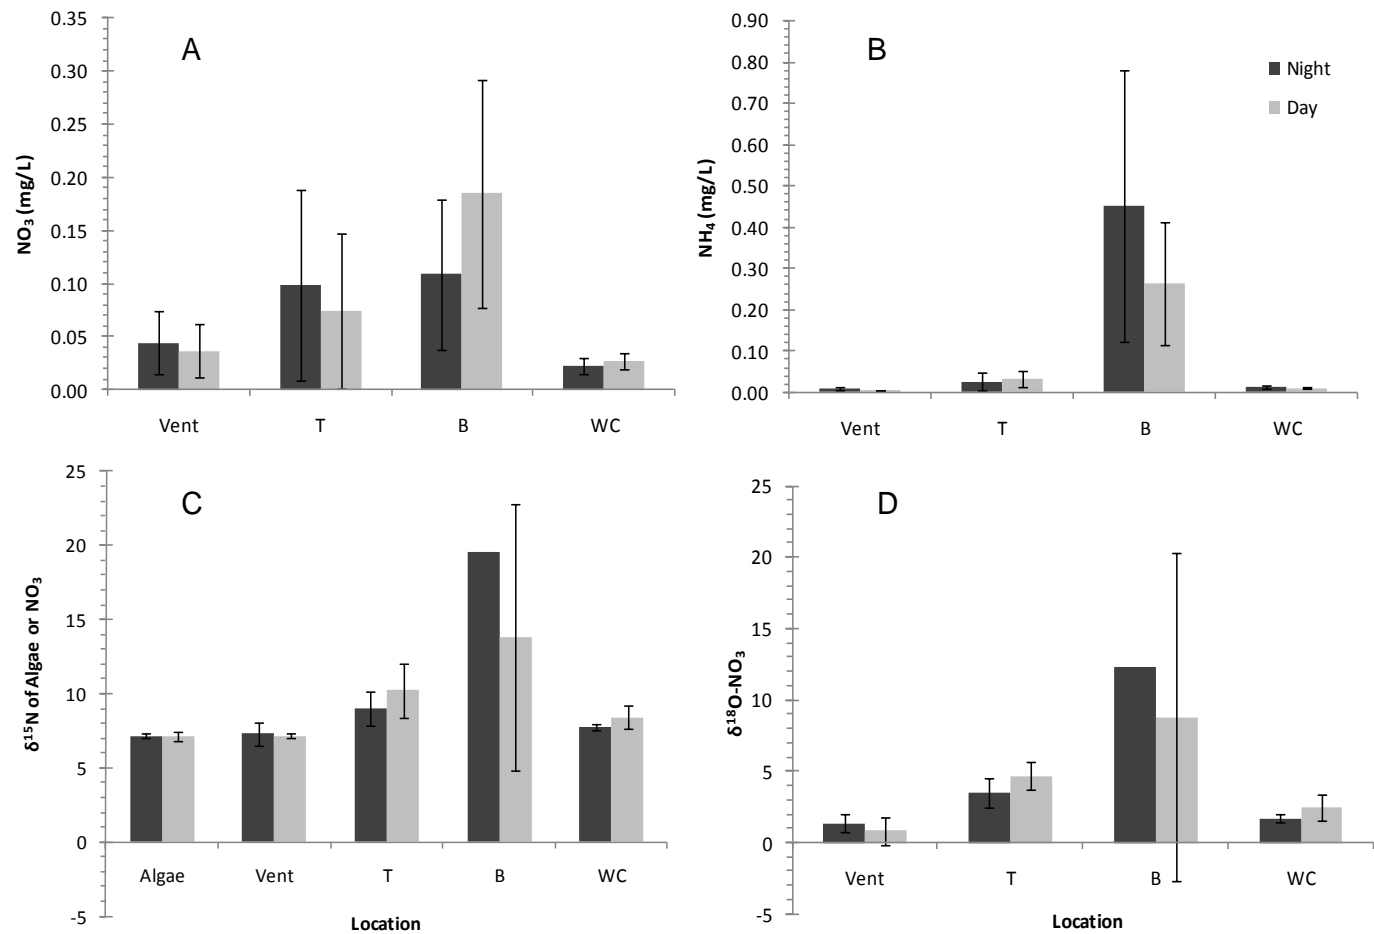 A
0.35
0.30
0.25
0.20
0.15
0.10
0.05
0.00
NO₃ (mg/L)
Vent T B WC
B
0.90
0.80
0.70
0.60
0.50
0.40
0.30
0.20
0.10
0.00
NH₄ (mg/L)
Night
Day
Vent T B WC
C
25
20
15
10
5
0
-5
δ¹⁵N of Algae or NO₃
Algae Vent T B WC
Location
D
25
20
15
10
5
0
-5
δ¹⁸O-NO₃
Vent T B WC
Location